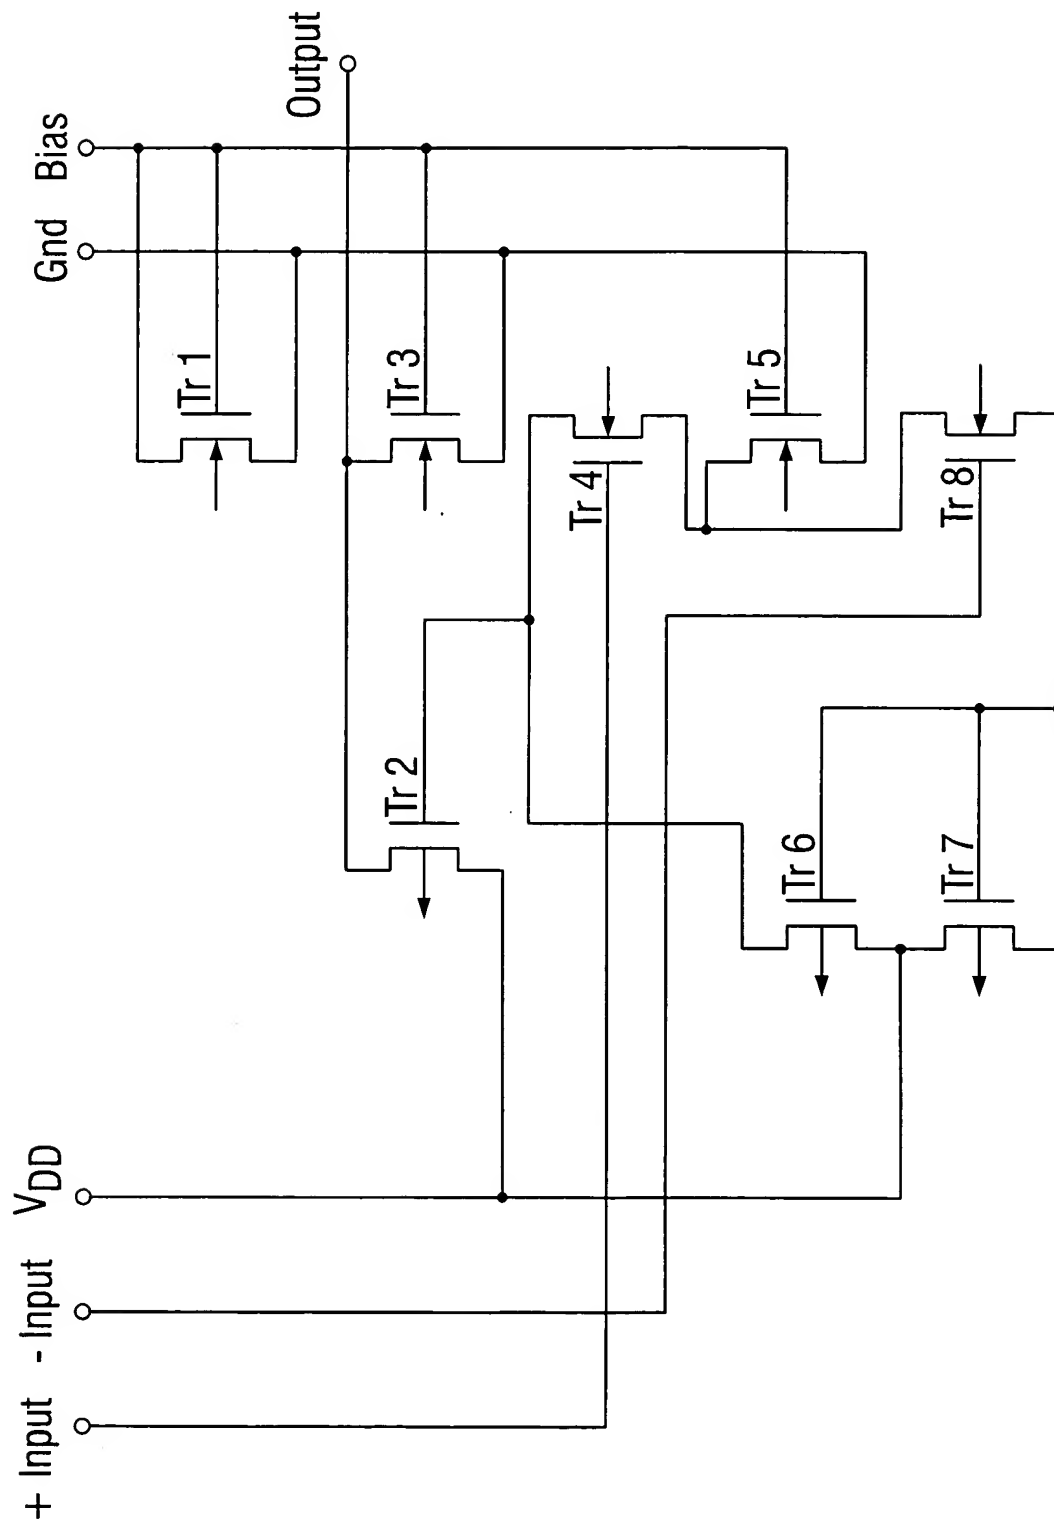 + Input
- Input
VDD
Gnd
Bias
Output
Tr 1
Tr 2
Tr 3
Tr 4
Tr 5
Tr 6
Tr 7
Tr 8